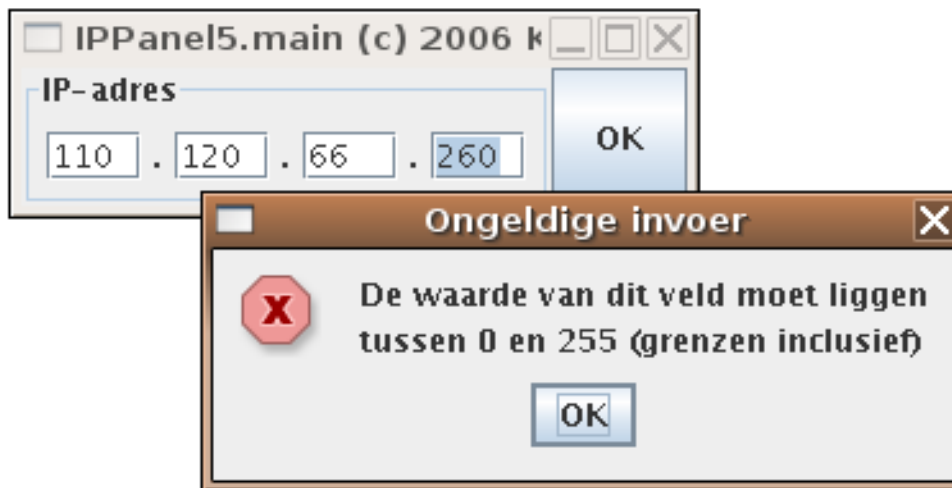 IPPanel5.main (c) 2006
IP-adres
110 . 120 . 66 . 260
OK
Ongeldige invoer
De waarde van dit veld moet liggen
tussen 0 en 255 (grenzen inclusief)
OK